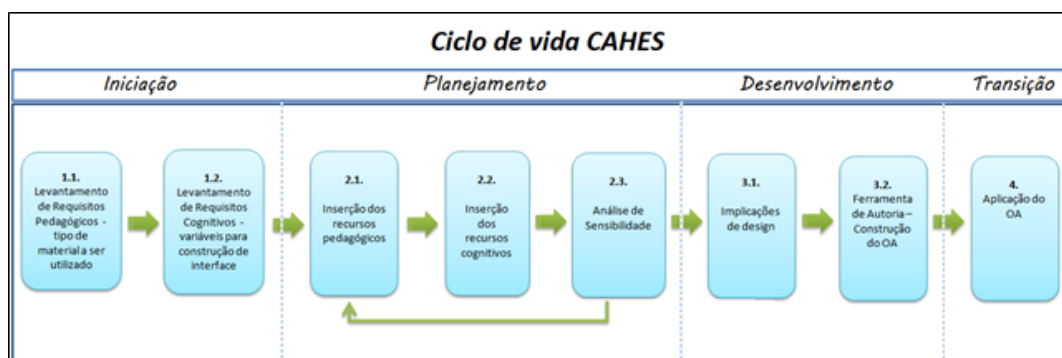 Ciclo de vida CAHES
Iniciação
Planejamento
Desenvolvimento
Transição
1.1.
Levantamento
de Requisitos
Pedagógicos -
tipo de
material a ser
utilizado
1.2.
Levantamento
de Requisitos
Cognitivos -
variáveis para
construção de
interface
2.1.
Inserção dos
recursos
pedagógicos
2.2.
Inserção
dos
recursos
cognitivos
2.3.
Análise de
Sensibilidade
3.1.
Implicações
de design
3.2.
Ferramenta
de Autoria –
Construção
do OA
4.
Aplicação do
OA